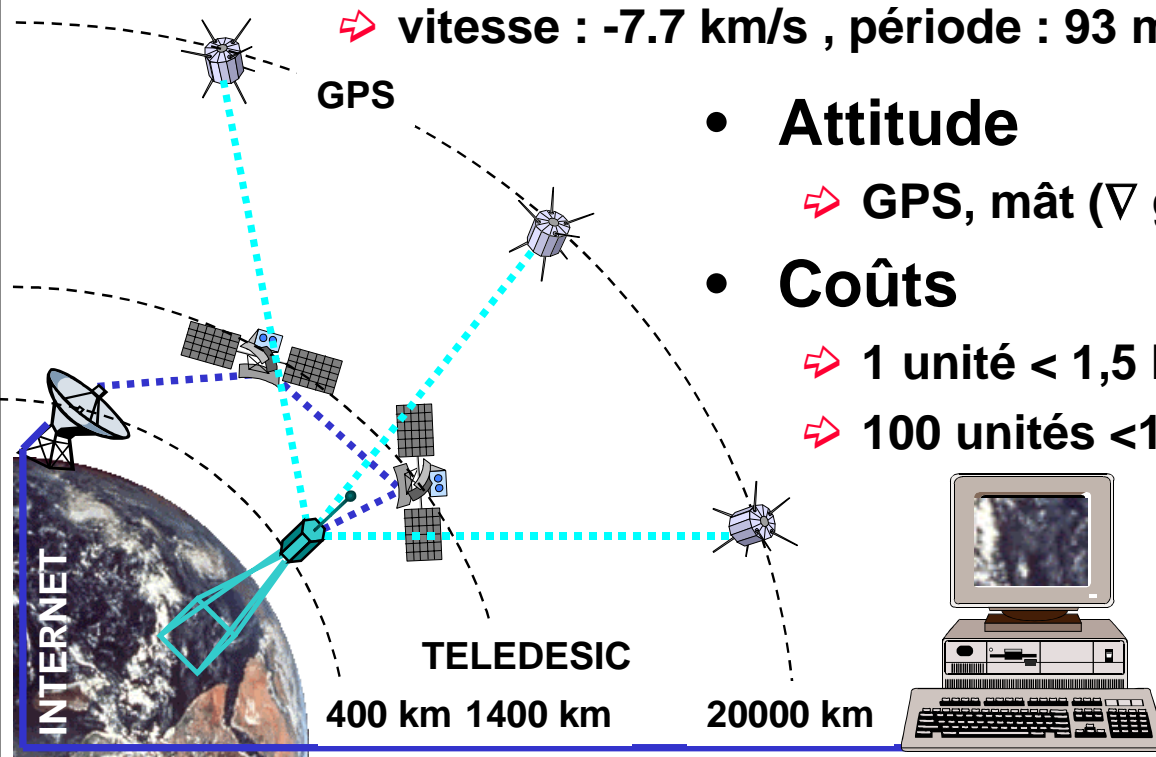 vitesse : -7.7 km/s , période : 93 m
GPS
• Attitude
GPS, mât (∇ g
• Coûts
1 unité < 1,5
100 unités <1
INTERNET
TELEDESIC
400 km 1400 km 20000 km